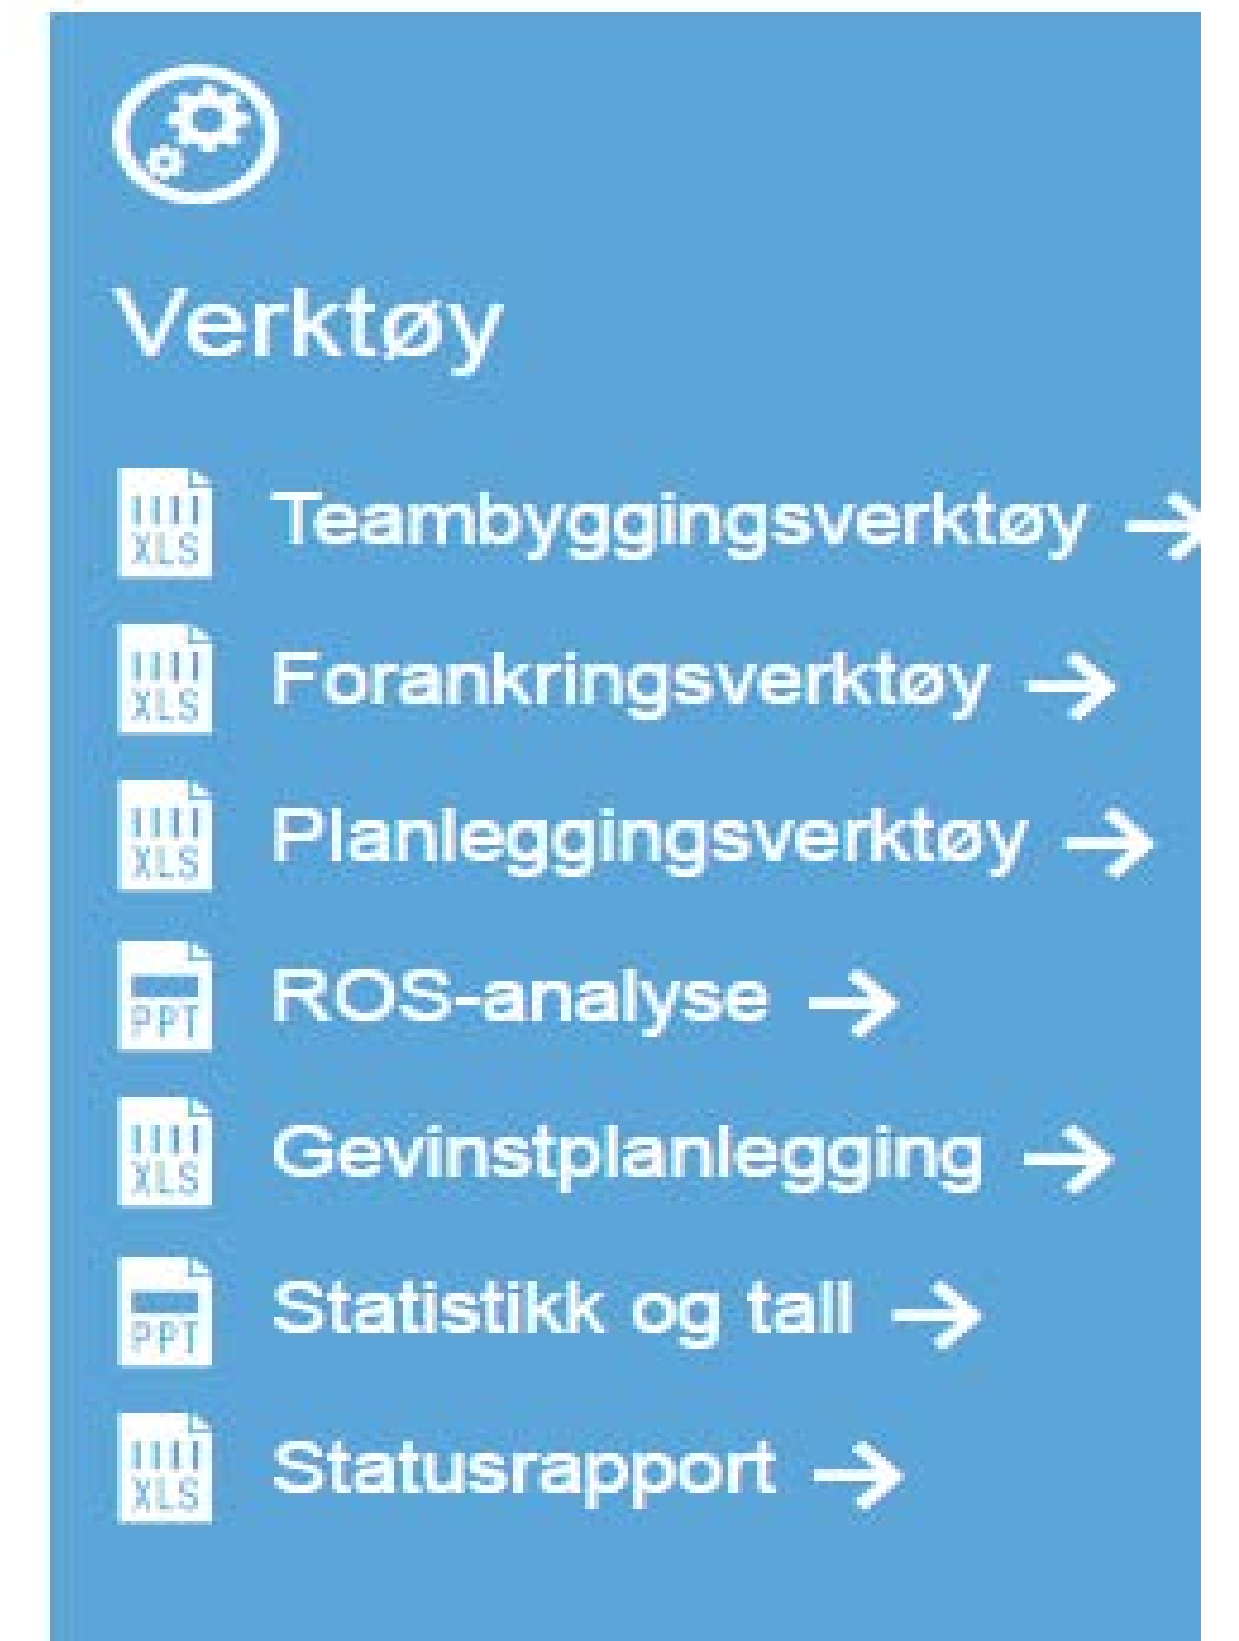 Verktøy
XLS Teambyggingsverktøy →
XLS Forankringsverktøy →
XLS Planleggingsverktøy →
PPT ROS-analyse →
XLS Gevinstplanlegging →
PPT Statistikk og tall →
XLS Statusrapport →